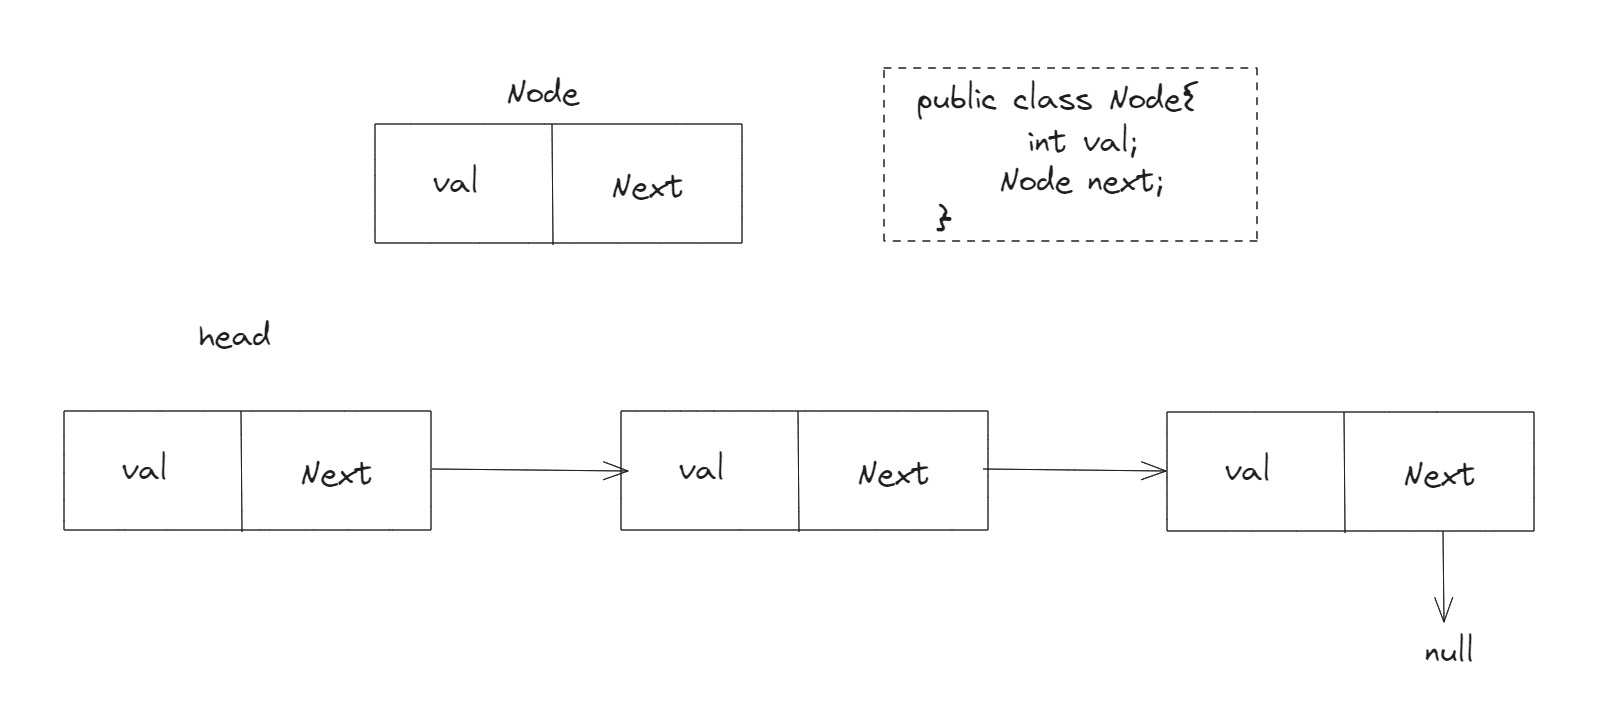 Node
val
Next
public class Node{
int val;
Node next;
}
head
val
Next
val
Next
val
Next
null